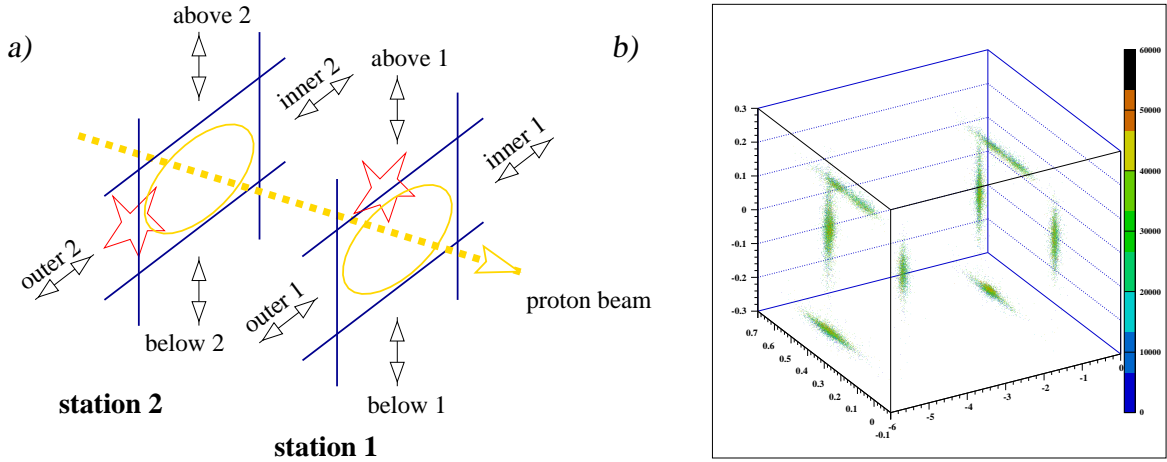 a)
above 2
inner 2
above 1
inner 1
outer 2
outer 1
below 2
below 1
proton beam
station 2
station 1
b)
0.3
0.2
0.1
0
-0.1
-0.2
-0.3
0.7
0.6
0.5
0.4
0.3
0.2
0.1
0
-0.1
-6
-5
-4
-3
-2
-1
0
60000
50000
40000
30000
20000
10000
0